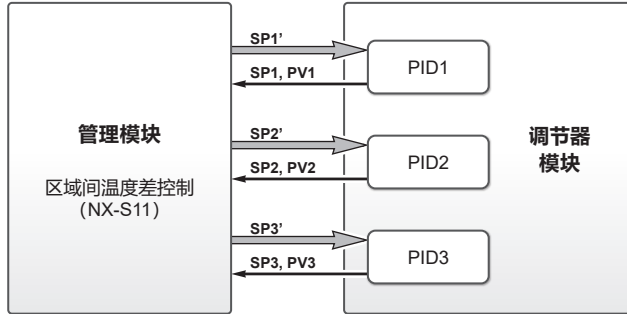 SP1’
PID1
SP1, PV1
管理模块
区域间温度差控制
（NX-S11）
SP2’
PID2
SP2, PV2
调节器
模块
SP3’
PID3
SP3, PV3